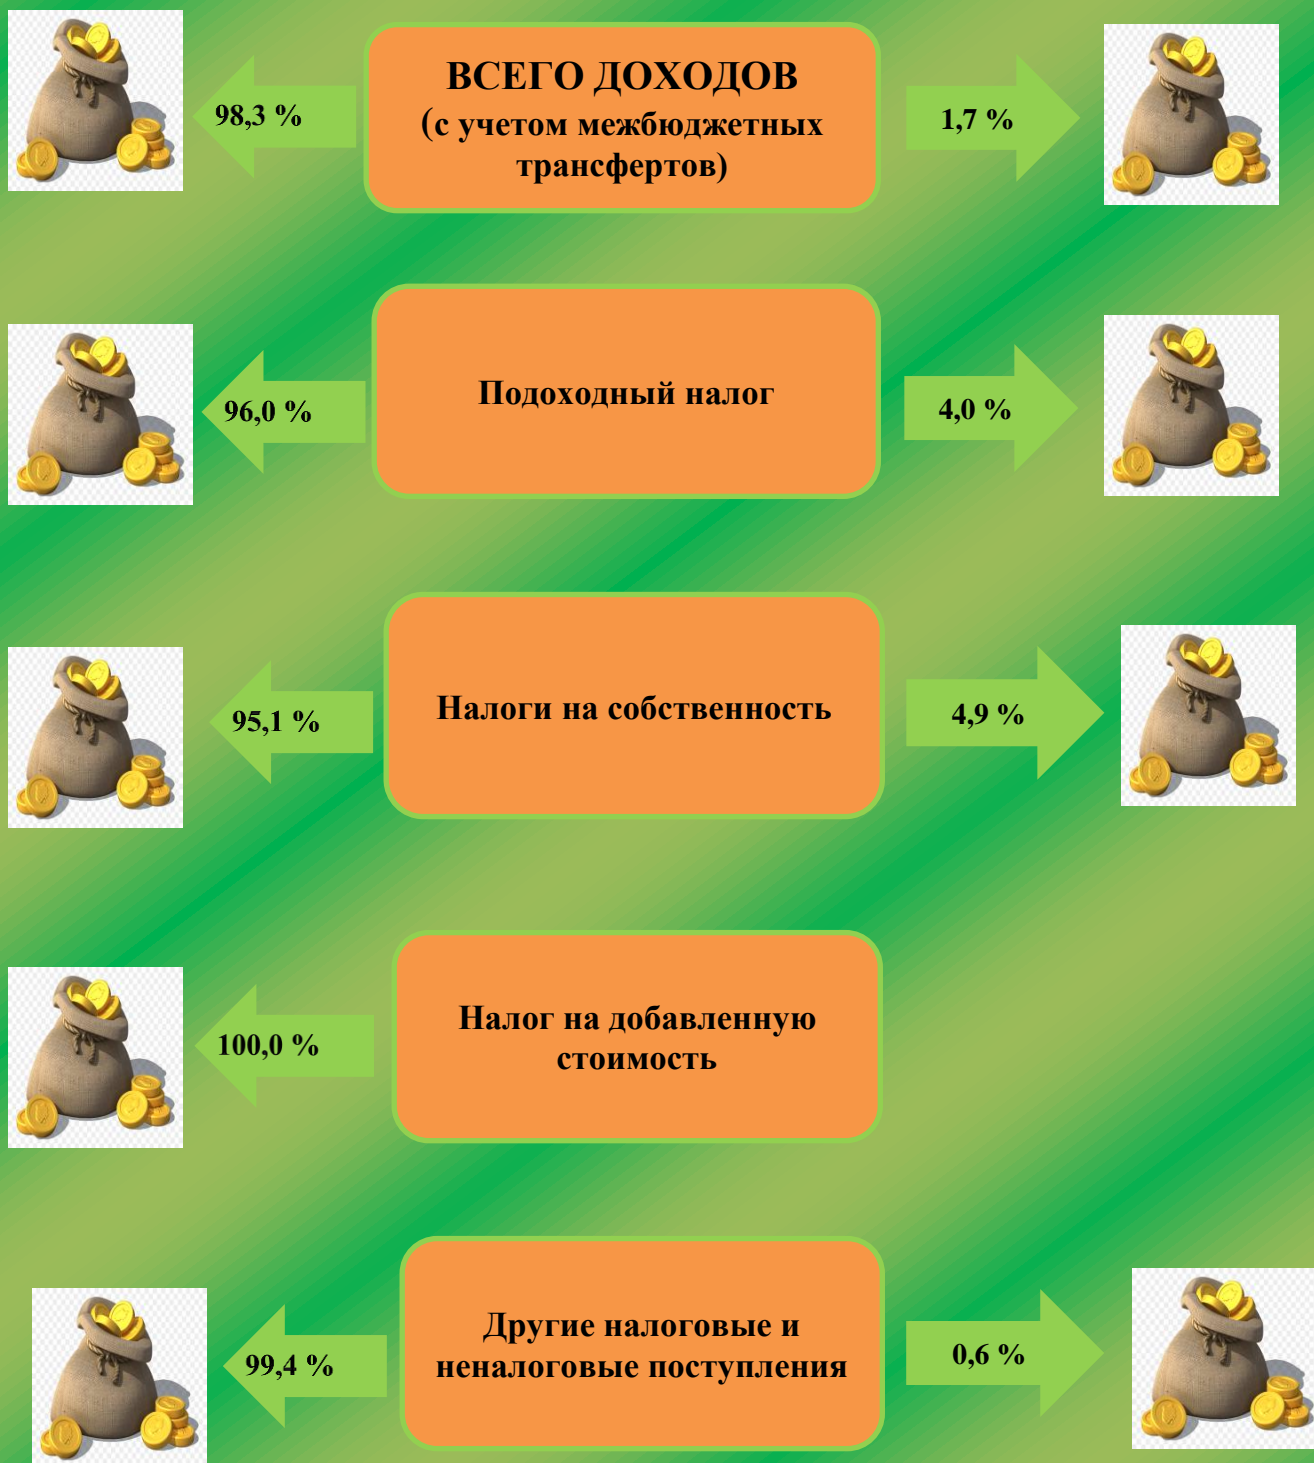 98,3 %
ВСЕГО ДОХОДОВ
(с учетом межбюджетных
трансфертов)
1,7 %
96,0 %
Подоходный налог
4,0 %
95,1 %
Налоги на собственность
4,9 %
100,0 %
Налог на добавленную
стоимость
99,4 %
Другие налоговые и
неналоговые поступления
0,6 %